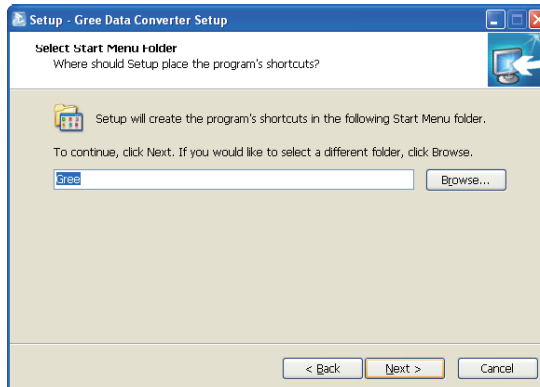 Setup - Gree Data Converter Setup
Select Start Menu Folder
Where should Setup place the program's shortcuts?
Setup will create the program's shortcuts in the following Start Menu folder.
To continue, click Next. If you would like to select a different folder, click Browse.
Gree
Browse...
< Back
Next >
Cancel